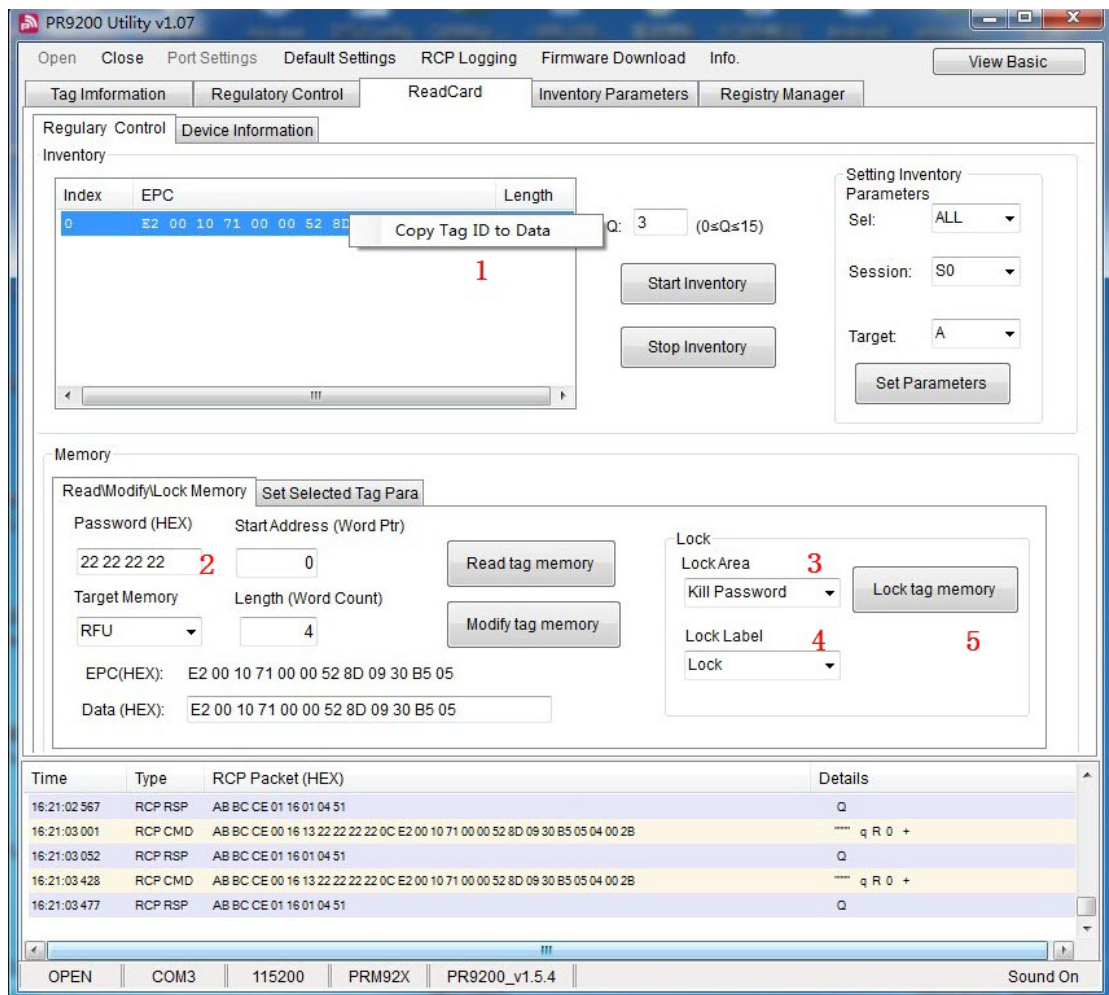 PR9200 Utility v1.07
Open Close Port Settings Default Settings RCP Logging Firmware Download Info. View Basic
Tag Imformation Regulatory Control ReadCard Inventory Parameters Registry Manager
Regulary Control Device Information
Inventory
Index EPC Length
0 E2 00 10 71 00 00 52 8D
Copy Tag ID to Data
1
Q: 3 (0≤Q≤15)
Start Inventory
Stop Inventory
Setting Inventory
Parameters
Sel: ALL
Session: S0
Target: A
Set Parameters
Memory
Read\Modify\Lock Memory Set Selected Tag Para
Password (HEX) Start Address (Word Ptr)
22 22 22 22 2 0 Read tag memory
Target Memory Length (Word Count)
RFU 4 Modify tag memory
EPC(HEX): E2 00 10 71 00 00 52 8D 09 30 B5 05
Data (HEX): E2 00 10 71 00 00 52 8D 09 30 B5 05
Lock
Lock Area 3
Kill Password Lock tag memory
Lock Label 4 5
Lock
Time Type RCP Packet (HEX) Details
16:21:02 567 RCP RSP AB BC CE 01 16 01 04 51 Q
16:21:03 001 RCP CMD AB BC CE 00 16 13 22 22 22 22 0C E2 00 10 71 00 00 52 8D 09 30 B5 05 04 00 2B """" q R 0 +
16:21:03 052 RCP RSP AB BC CE 01 16 01 04 51 Q
16:21:03 428 RCP CMD AB BC CE 00 16 13 22 22 22 22 0C E2 00 10 71 00 00 52 8D 09 30 B5 05 04 00 2B """" q R 0 +
16:21:03 477 RCP RSP AB BC CE 01 16 01 04 51 Q
OPEN COM3 115200 PRM92X PR9200_v1.5.4 Sound On